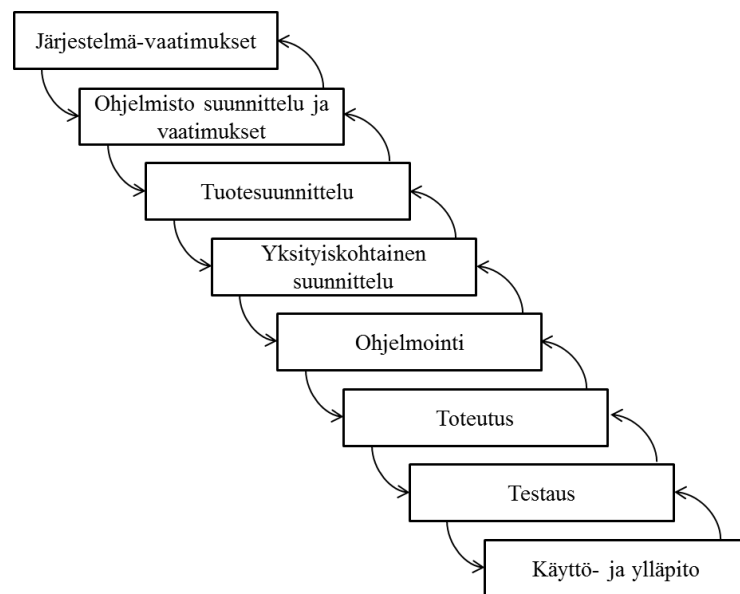 Järjestelmä-vaatimukset
Ohjelmisto suunnittelu ja
vaatimukset
Tuotesuunnittelu
Yksityiskohtainen
suunnittelu
Ohjelmointi
Toteutus
Testaus
Käyttö- ja ylläpito